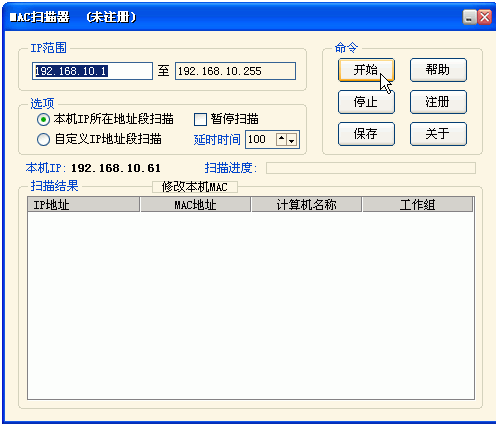 MAC扫描器 （未注册）
IP范围
192.168.10.1 至 192.168.10.255
选项
本机IP所在地址段扫描 暂停扫描
自定义IP地址段扫描 延时时间 100
命令
开始 帮助
停止 注册
保存 关于
本机IP: 192.168.10.61 扫描进度:
扫描结果 修改本机MAC
IP地址 MAC地址 计算机名称 工作组